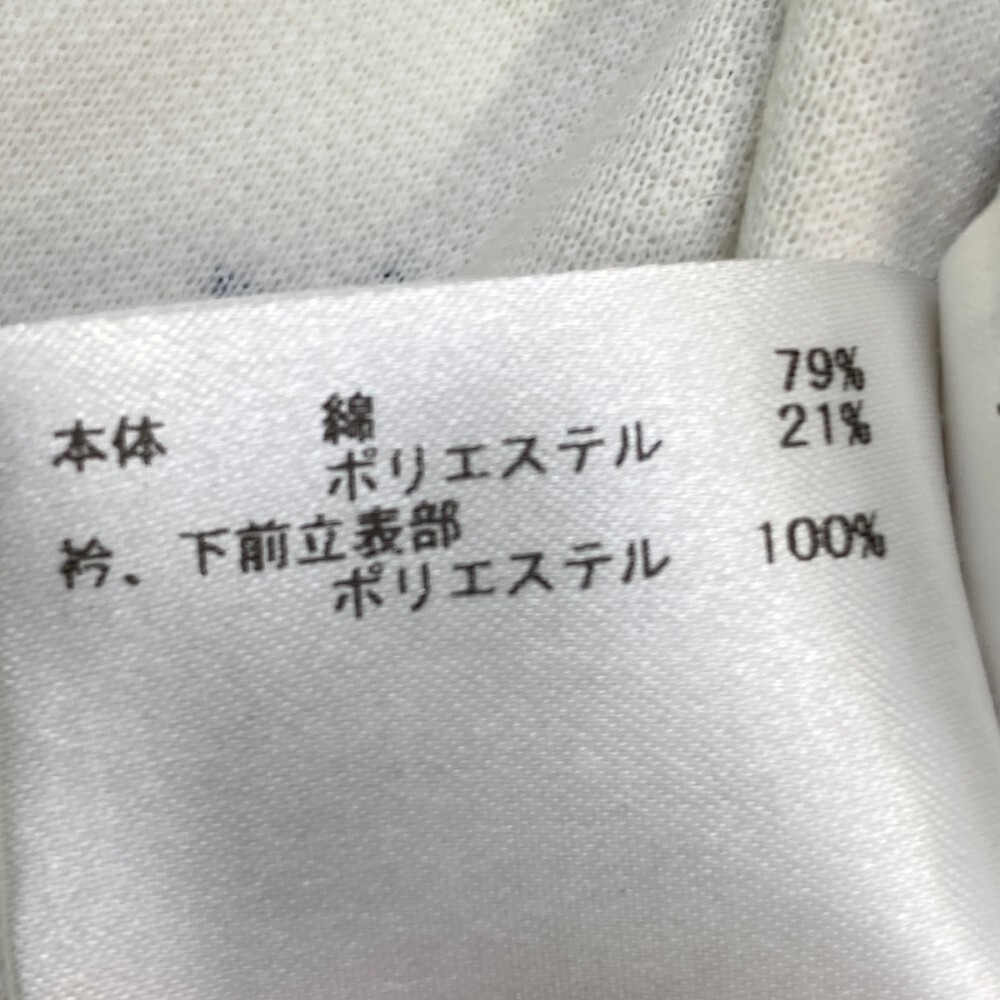 本体 綿 79%
ポリエステル 21%
衿、下前立表部
ポリエステル 100%